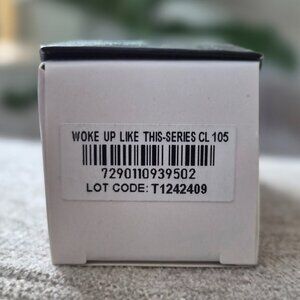 WOKE UP LIKE THIS-SERIES CL 105
7290110939502
LOT CODE: T1242409